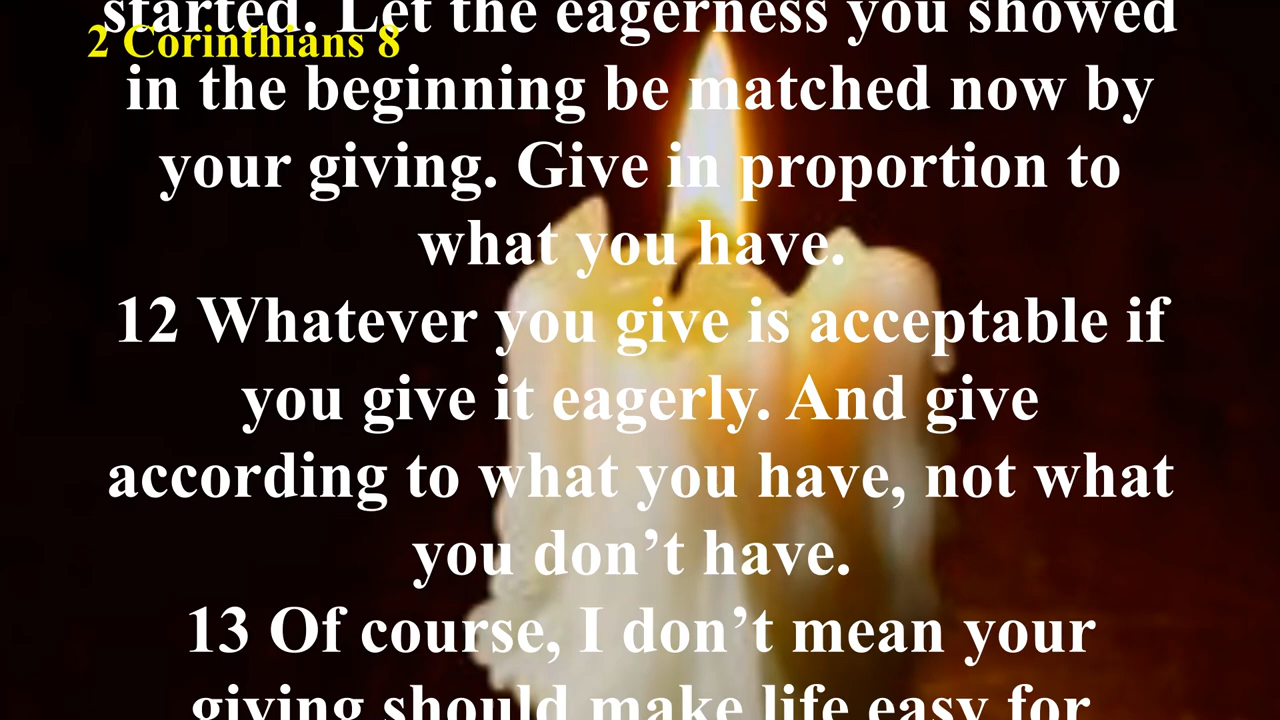 started. Let the eagerness you showed
2 Corinthians 8
in the beginning be matched now by
your giving. Give in proportion to
what you have.
12 Whatever you give is acceptable if
you give it eagerly. And give
according to what you have, not what
you don’t have.
13 Of course, I don’t mean your
giving should make life easy for